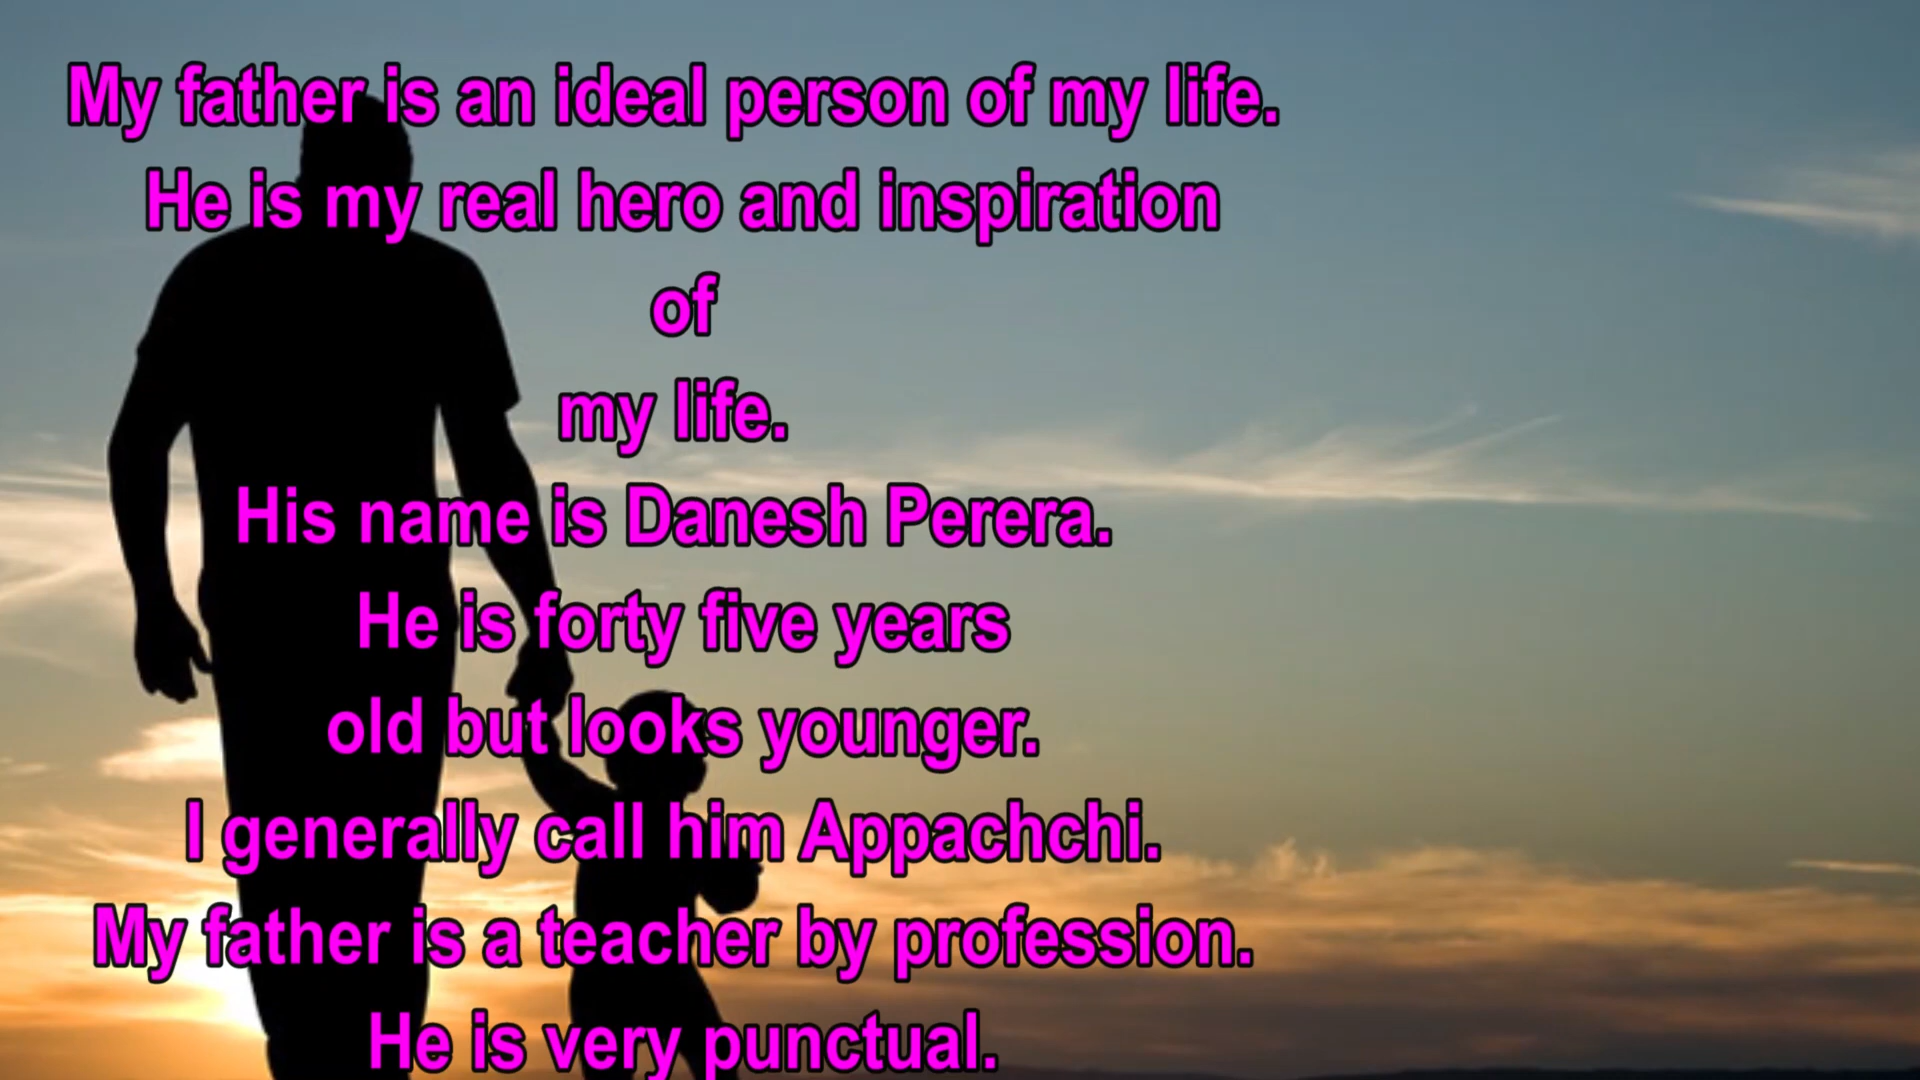 My father is an ideal person of my life.
He is my real hero and inspiration
of
my life.
His name is Danesh Perera.
He is forty five years
old but looks younger.
I generally call him Appachchi.
My father is a teacher by profession.
He is very punctual.